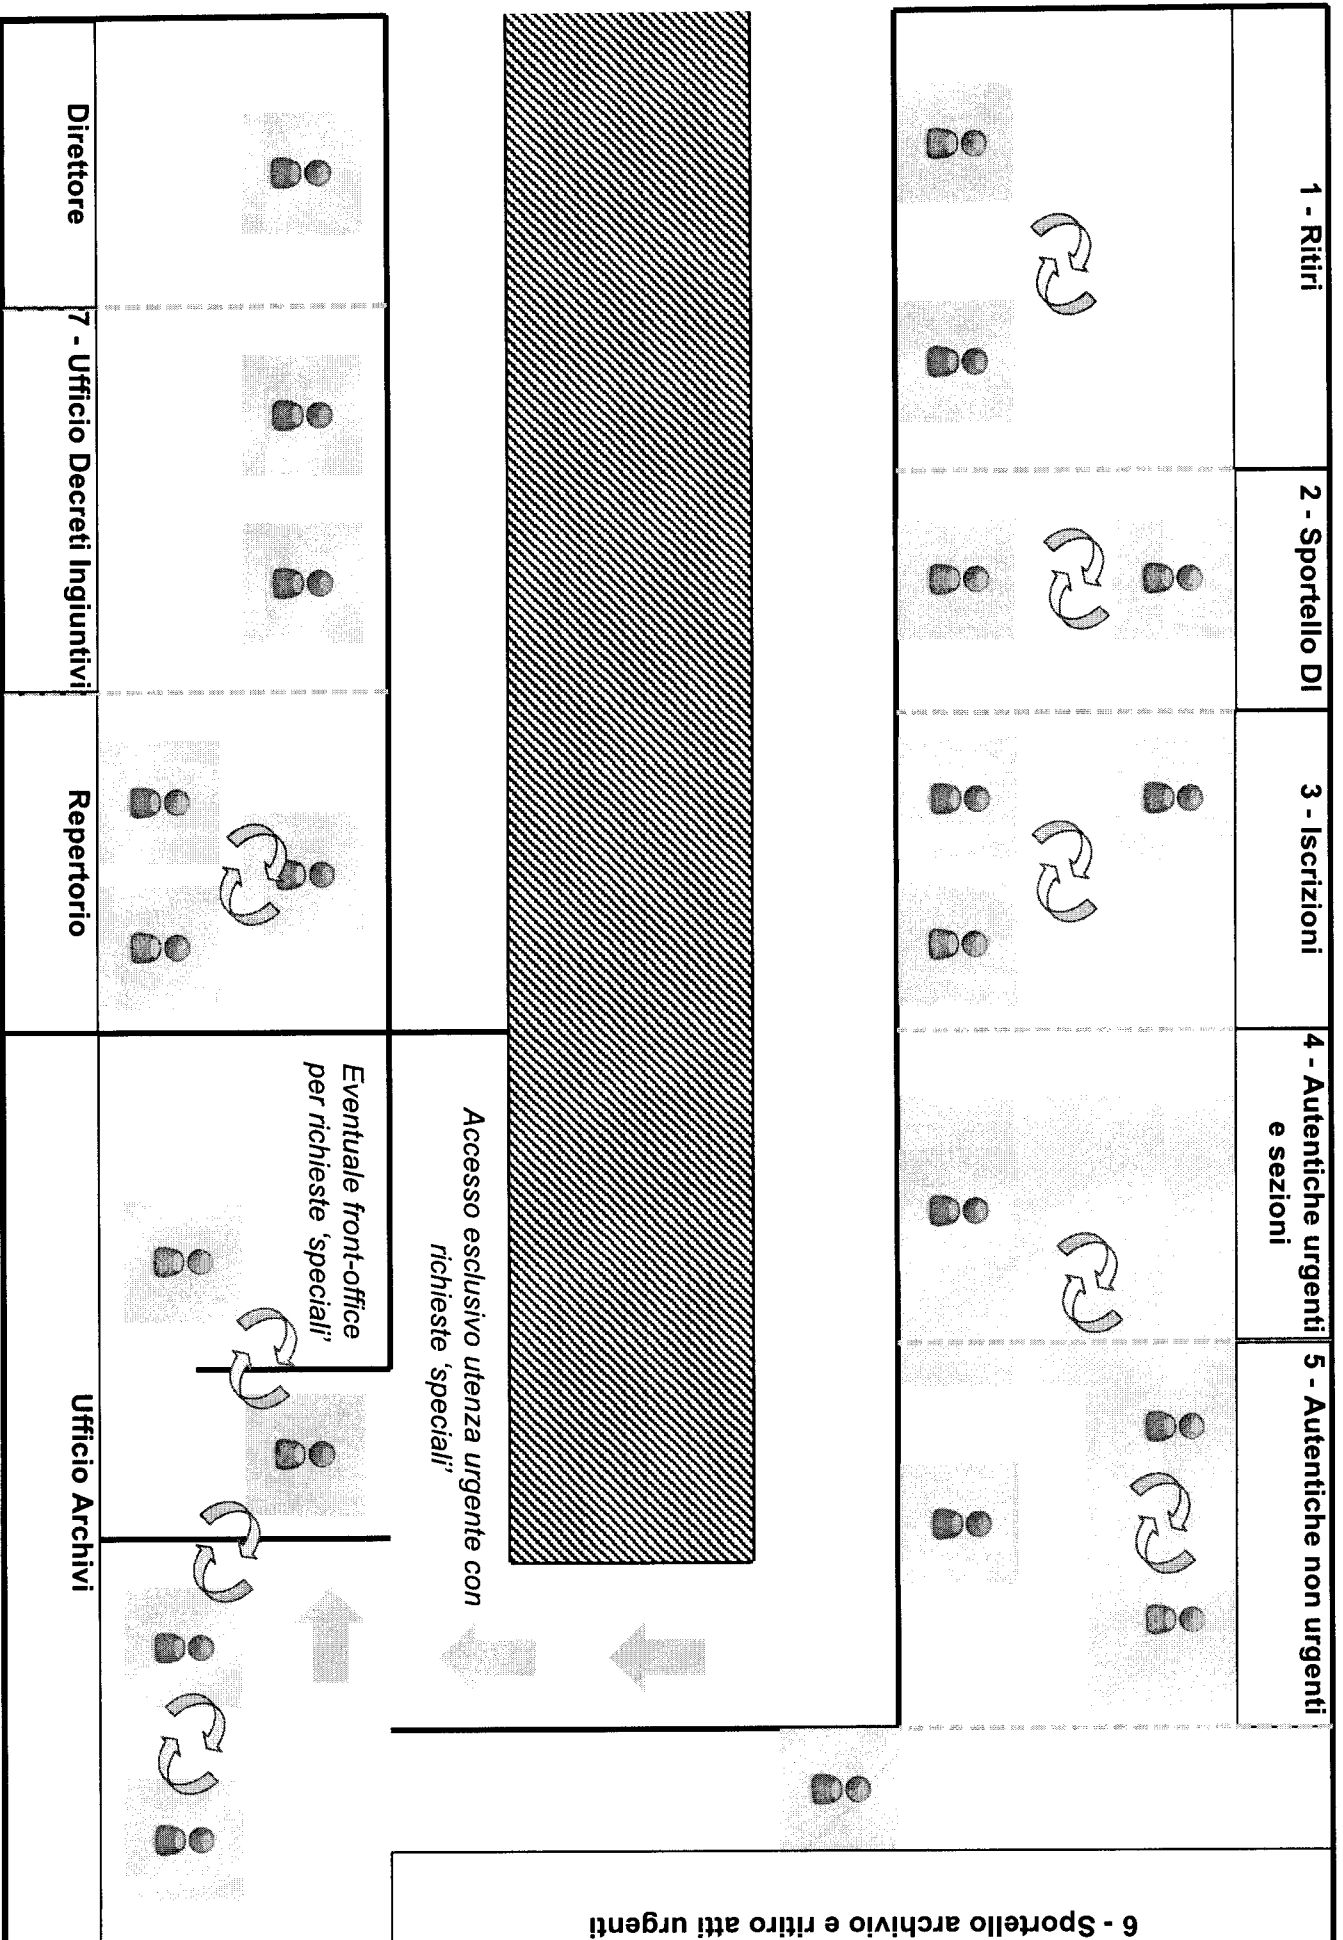 1 - Ritiri
2 - Sportello DI
3 - Iscrizioni
4 - Autentiche urgenti
e sezioni
5 - Autentiche non urgenti
6 - Sportello archivio e ritiro atti urgenti
Accesso esclusivo utenza urgente con
richieste 'speciali'
Eventuale front-office
per richieste 'speciali'
Direttore
7 - Ufficio Decreti Ingiuntivi
Repertorio
Ufficio Archivi